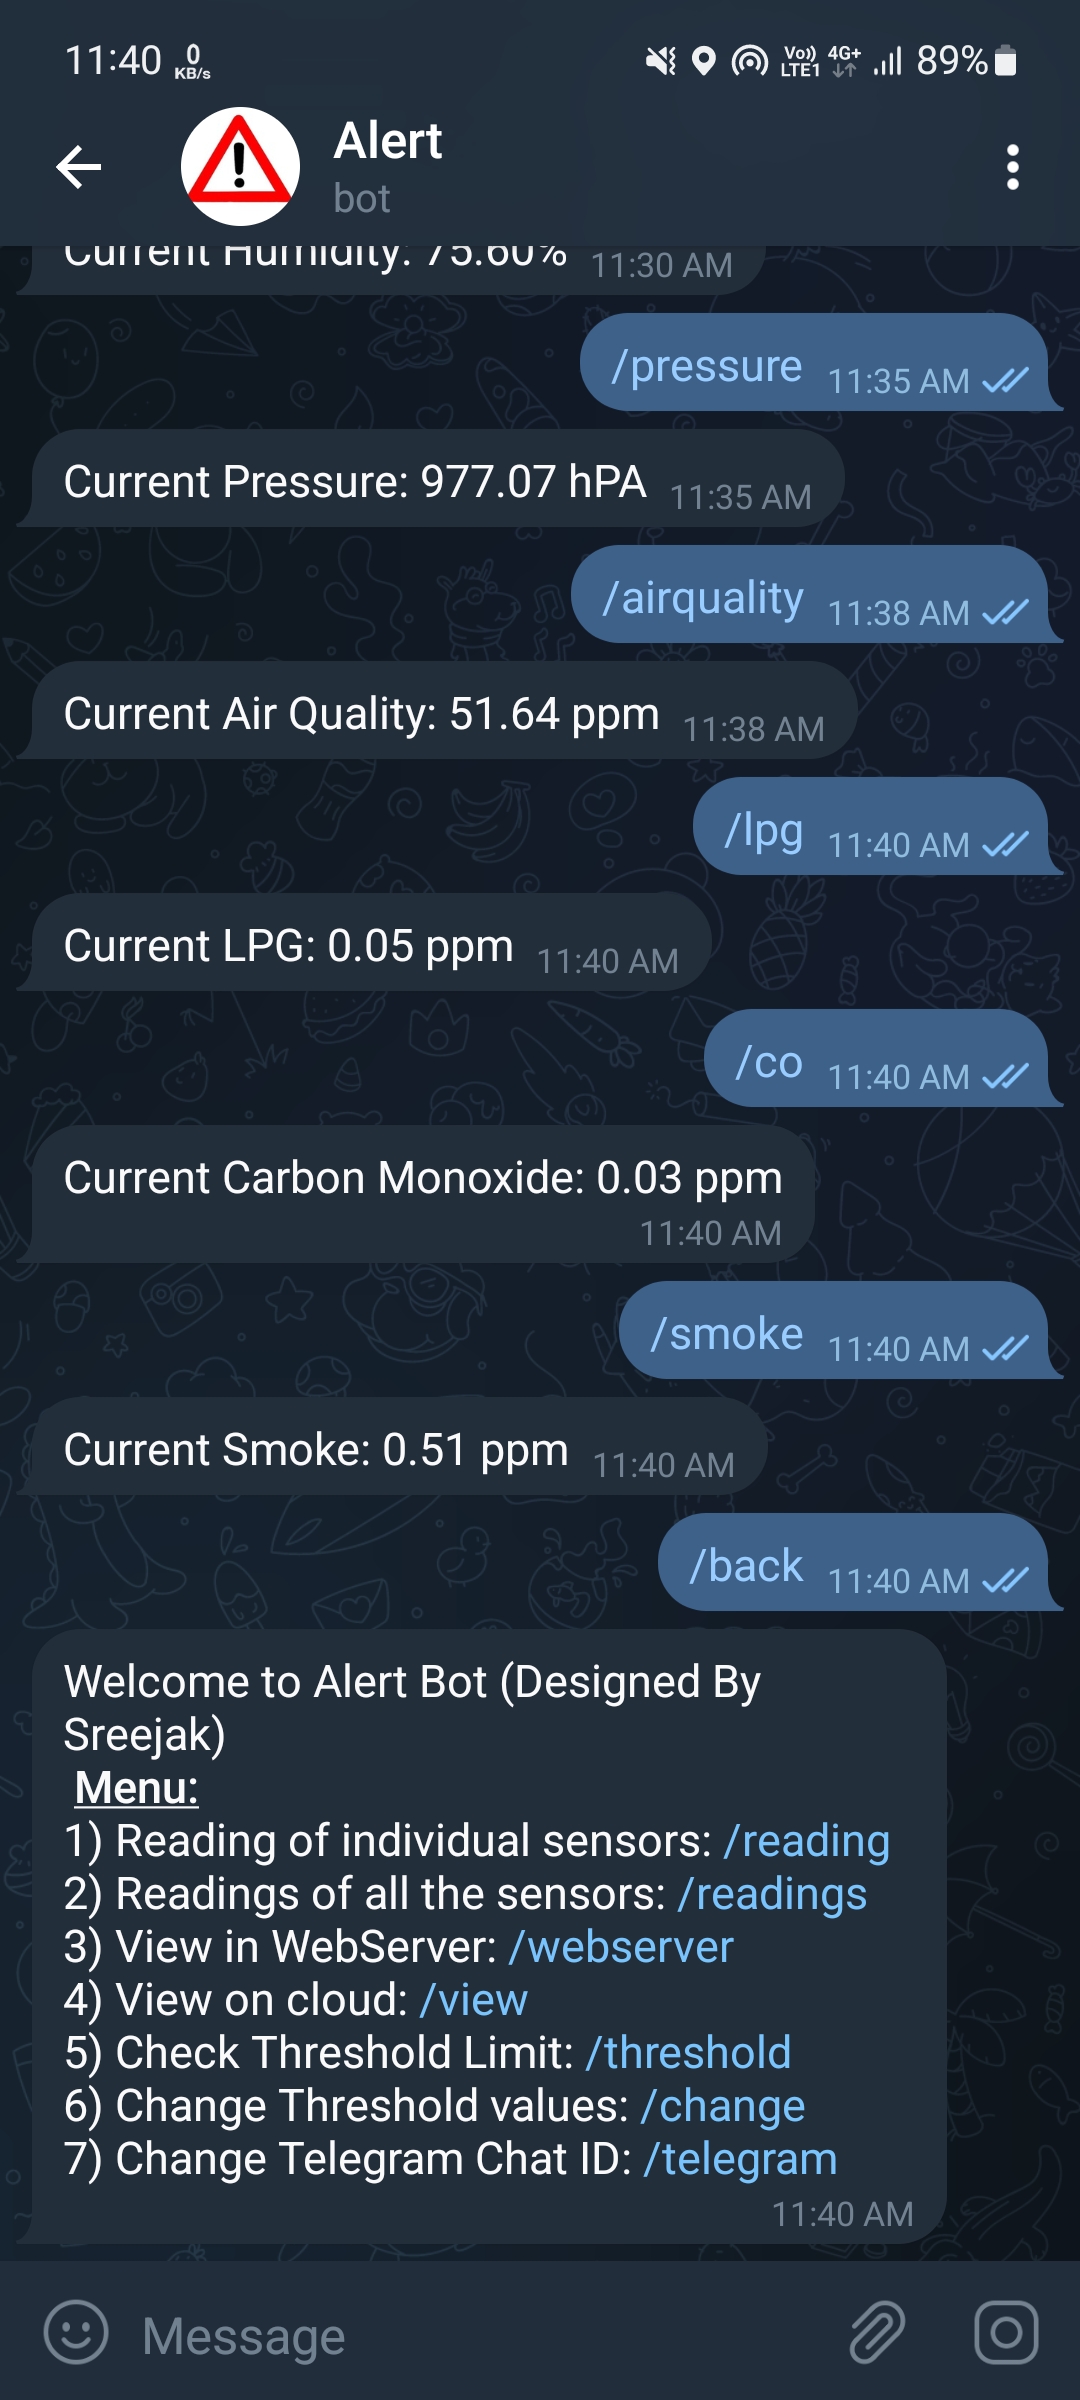 11:40 0 KB/s Vo)) LTE1 4G+ 89%
Alert
bot
Current Humidity: 75.60% 11:30 AM
/pressure 11:35 AM
Current Pressure: 977.07 hPA 11:35 AM
/airquality 11:38 AM
Current Air Quality: 51.64 ppm 11:38 AM
/lpg 11:40 AM
Current LPG: 0.05 ppm 11:40 AM
/co 11:40 AM
Current Carbon Monoxide: 0.03 ppm
11:40 AM
/smoke 11:40 AM
Current Smoke: 0.51 ppm 11:40 AM
/back 11:40 AM
Welcome to Alert Bot (Designed By
Sreejak)
Menu:
1) Reading of individual sensors: /reading
2) Readings of all the sensors: /readings
3) View in WebServer: /webserver
4) View on cloud: /view
5) Check Threshold Limit: /threshold
6) Change Threshold values: /change
7) Change Telegram Chat ID: /telegram
11:40 AM
Message